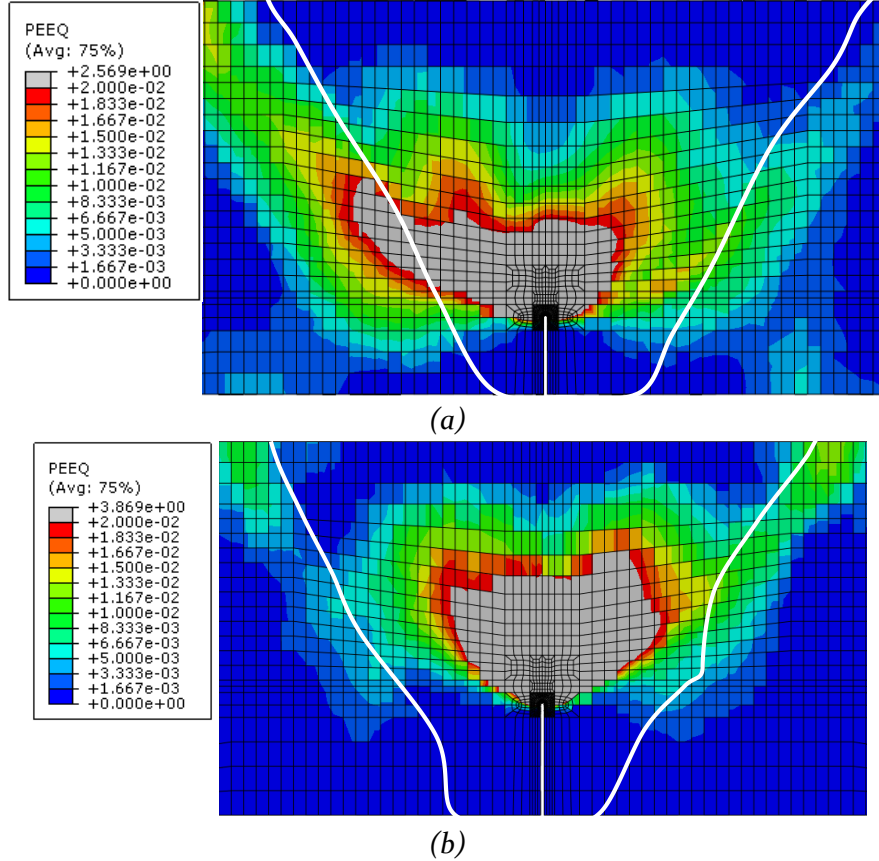 PEEQ
(Avg: 75%)
+2.569e+00
+2.000e-02
+1.833e-02
+1.667e-02
+1.500e-02
+1.333e-02
+1.167e-02
+1.000e-02
+8.333e-03
+6.667e-03
+5.000e-03
+3.333e-03
+1.667e-03
+0.000e+00
(a)
PEEQ
(Avg: 75%)
+3.869e+00
+2.000e-02
+1.833e-02
+1.667e-02
+1.500e-02
+1.333e-02
+1.167e-02
+1.000e-02
+8.333e-03
+6.667e-03
+5.000e-03
+3.333e-03
+1.667e-03
+0.000e+00
(b)